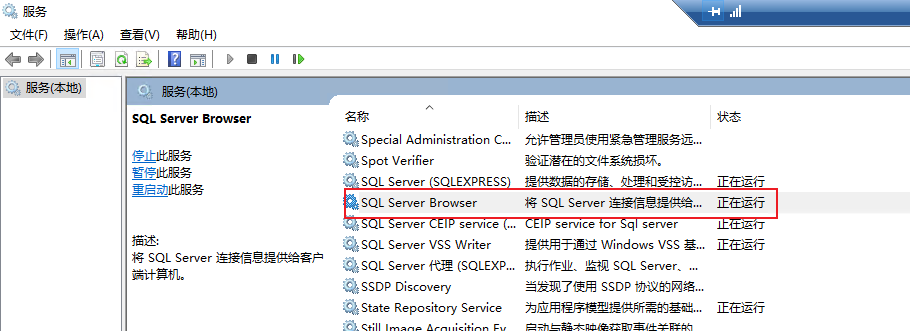 服务
文件(F) 操作(A) 查看(V) 帮助(H)
服务(本地)
服务(本地)
SQL Server Browser
停止此服务
暂停此服务
重启动此服务
描述:
将 SQL Server 连接信息提供给客户
端计算机。
名称 描述 状态
Special Administration C... 允许管理员使用紧急管理服务远...
Spot Verifier 验证潜在的文件系统损坏。
SQL Server (SQLEXPRESS) 提供数据的存储、处理和受控访... 正在运行
SQL Server Browser 将 SQL Server 连接信息提供给... 正在运行
SQL Server CEIP service (... CEIP service for Sql server 正在运行
SQL Server VSS Writer 提供用于通过 Windows VSS 基... 正在运行
SQL Server 代理 (SQLEXP... 执行作业、监视 SQL Server、...
SSDP Discovery 当发现了使用 SSDP 协议的网络...
State Repository Service 为应用程序模型提供所需的基础... 正在运行
Still Image Acquisition Ev... 启动与静态映像获取事件关联的...